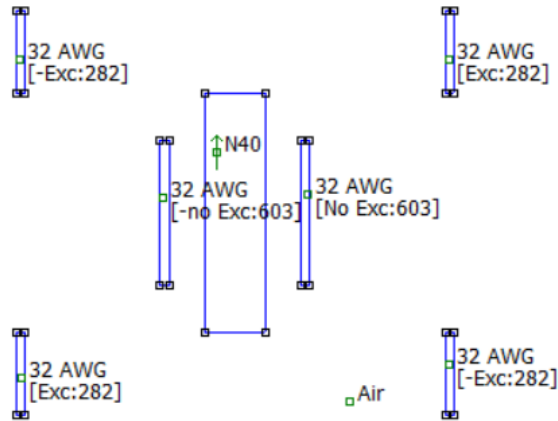 32 AWG
[-Exc:282]
32 AWG
[Exc:282]
N40
32 AWG
[-no Exc:603]
32 AWG
[No Exc:603]
32 AWG
[Exc:282]
32 AWG
[-Exc:282]
Air